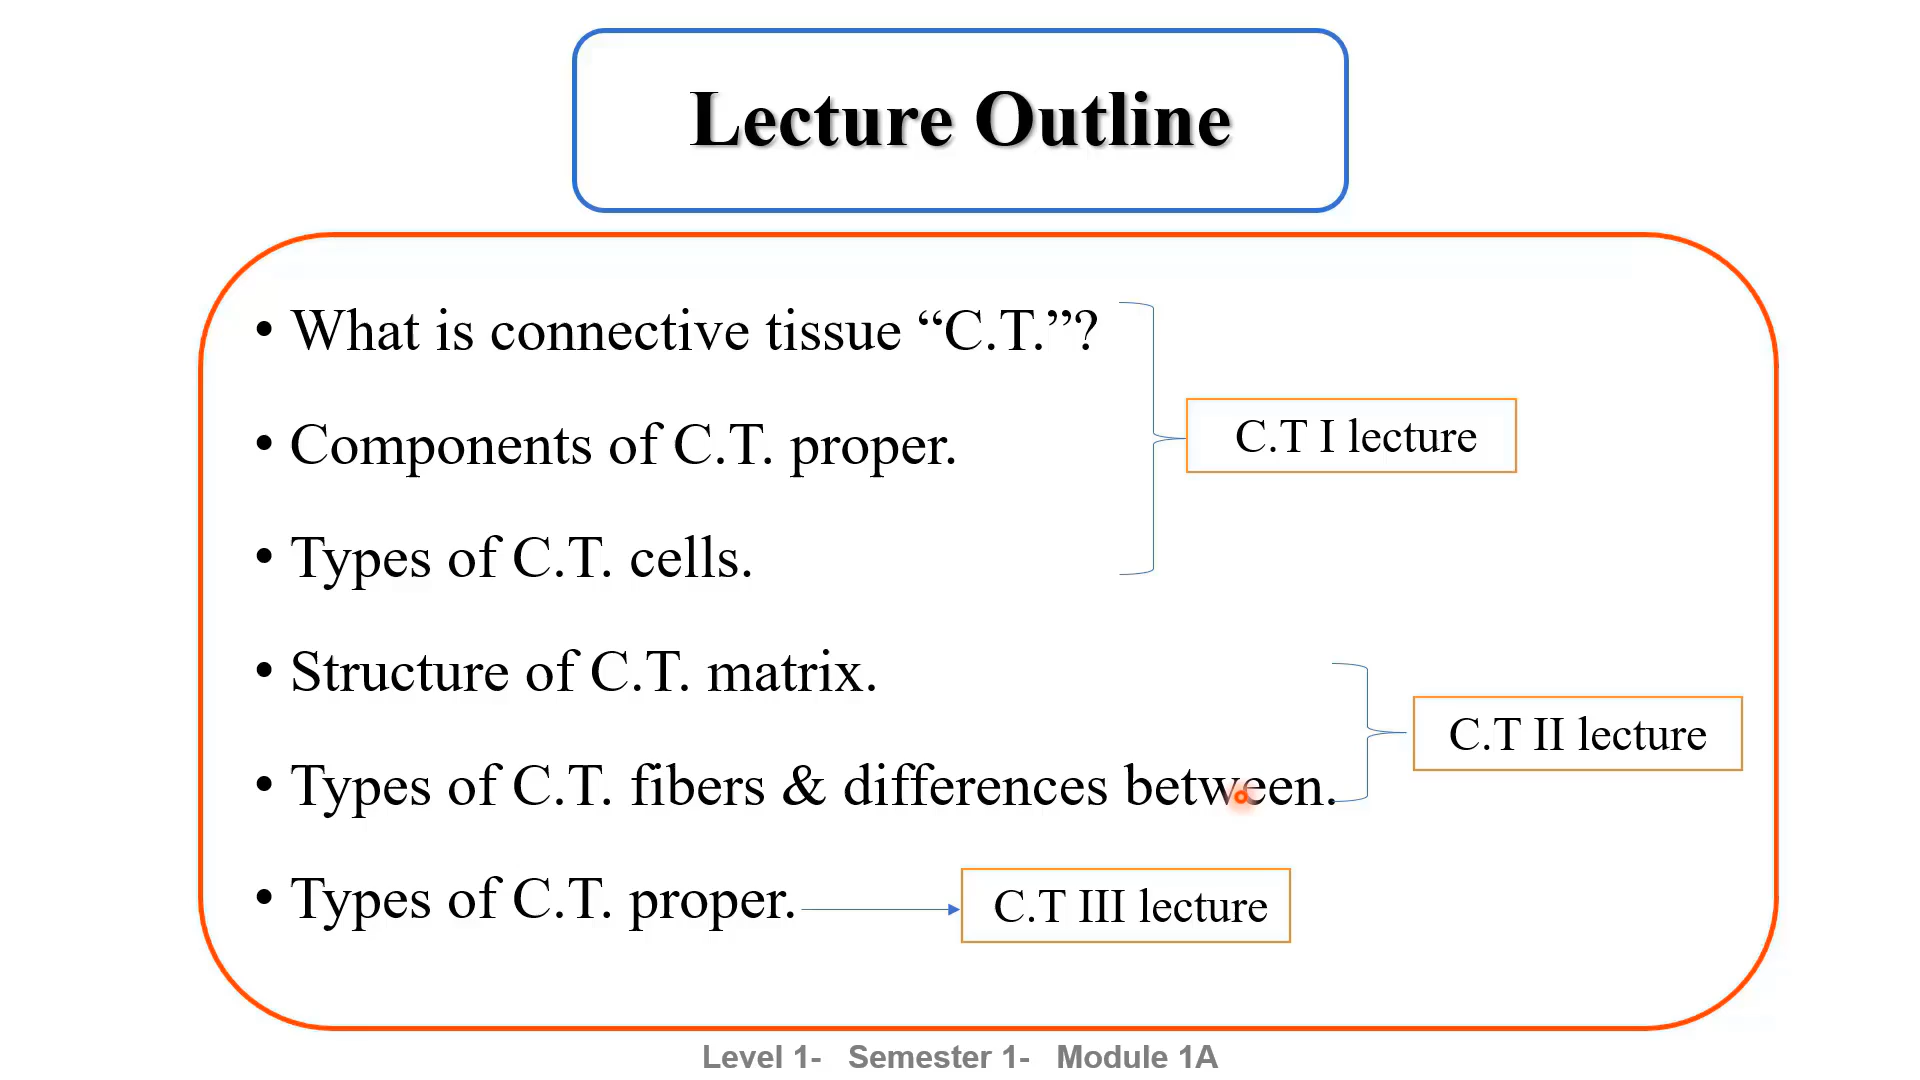 Lecture Outline
• What is connective tissue “C.T.”?
• Components of C.T. proper.
C.T I lecture
• Types of C.T. cells.
• Structure of C.T. matrix.
C.T II lecture
• Types of C.T. fibers & differences between.
• Types of C.T. proper.
C.T III lecture
Level 1- Semester 1- Module 1A